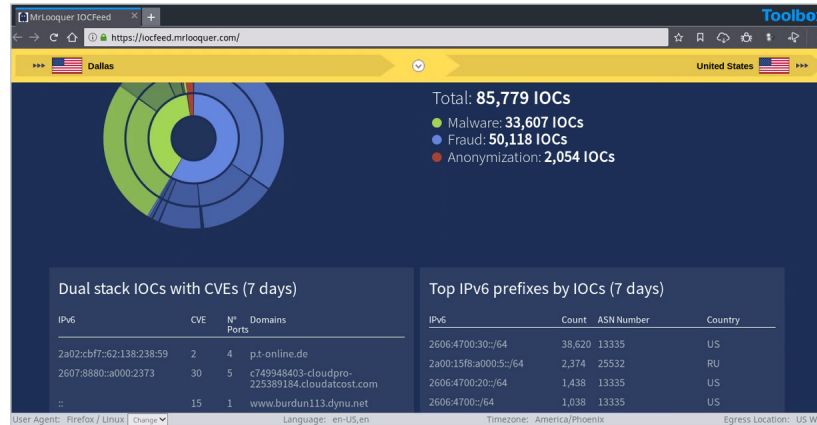 Toolbo
MrLooquer IOCFeed
https://iocfeed.mrlooquer.com/
Dallas
United States
Total: 85,779 IOCs
Malware: 33,607 IOCs
Fraud: 50,118 IOCs
Anonymization: 2,054 IOCs
Dual stack IOCs with CVEs (7 days)
IPv6 CVE Nº Ports Domains
2a02:cbf7::62:138:238:59 2 4 p.t-online.de
2607:8880::a000:2373 30 5 c749948403-cloudpro-
225389184.cloudatcost.com
:: 15 1 www.burdun113.dynu.net
Top IPv6 prefixes by IOCs (7 days)
IPv6 Count ASN Number Country
2606:4700:30::/64 38,620 13335 US
2a00:15f8:a000:5::/64 2,374 25532 RU
2606:4700:20::/64 1,438 13335 US
2606:4700::/64 1,038 13335 US
User Agent: Firefox / Linux Change Language: en-US,en Timezone: America/Phoenix Egress Location: US W